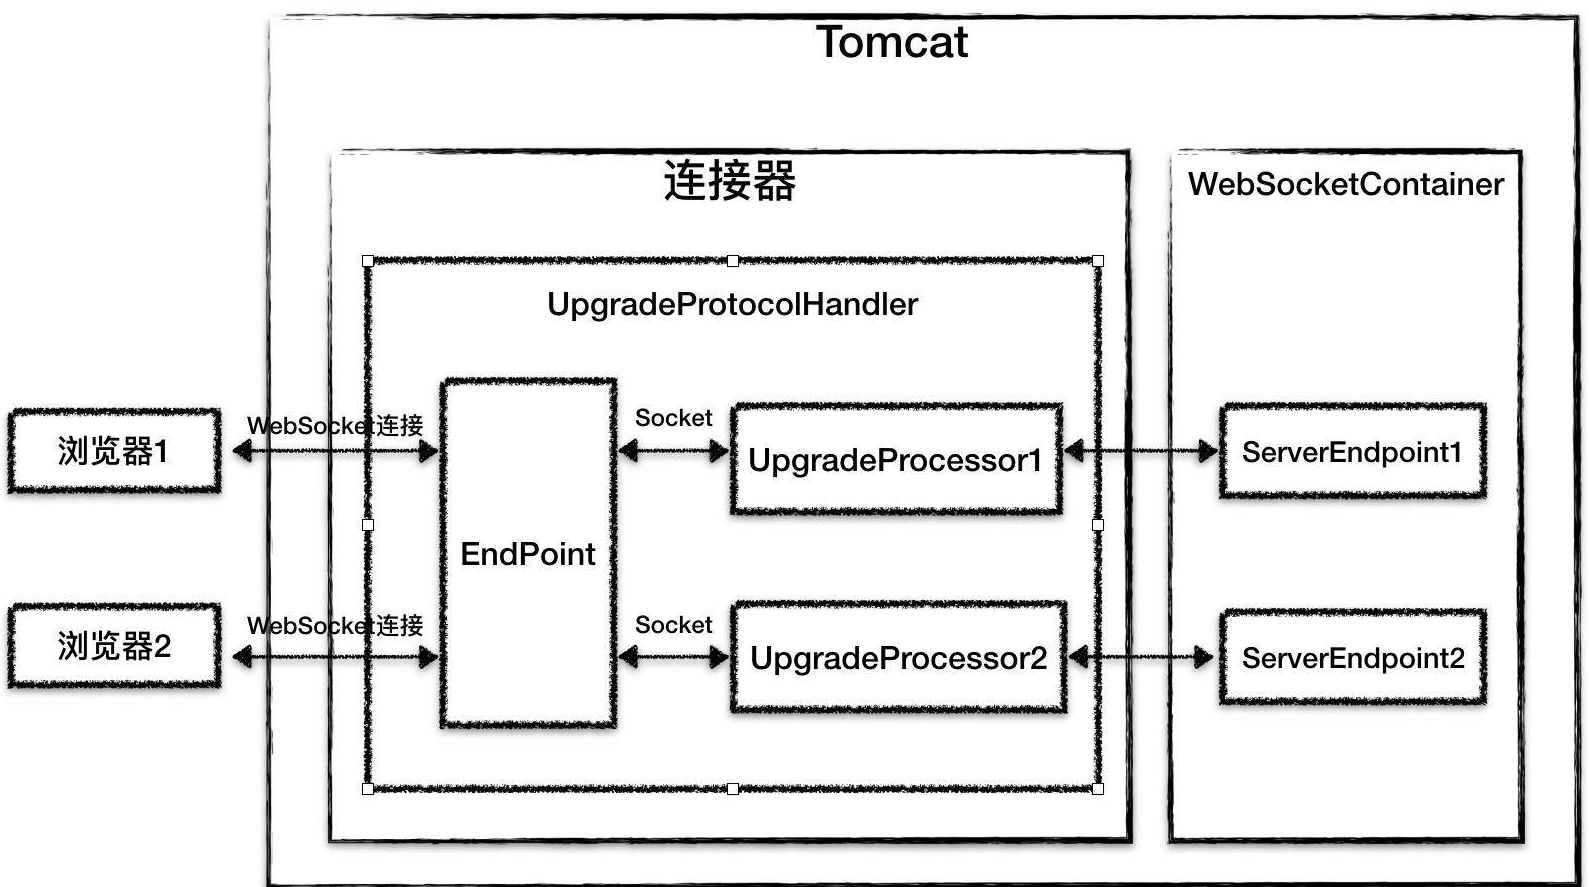 Tomcat
连接器
WebSocketContainer
UpgradeProtocolHandler
WebSocket连接
Socket
浏览器1
UpgradeProcessor1
ServerEndpoint1
EndPoint
WebSocket连接
Socket
浏览器2
UpgradeProcessor2
ServerEndpoint2